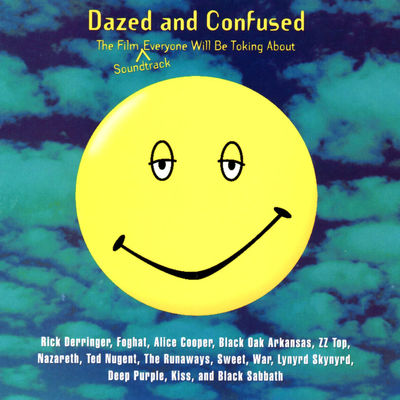 Dazed and Confused
The Film Everyone Will Be Toking About
Soundtrack
Rick Derringer, Foghat, Alice Cooper, Black Oak Arkansas, ZZ Top,
Nazareth, Ted Nugent, The Runaways, Sweet, War, Lynyrd Skynyrd,
Deep Purple, Kiss, and Black Sabbath